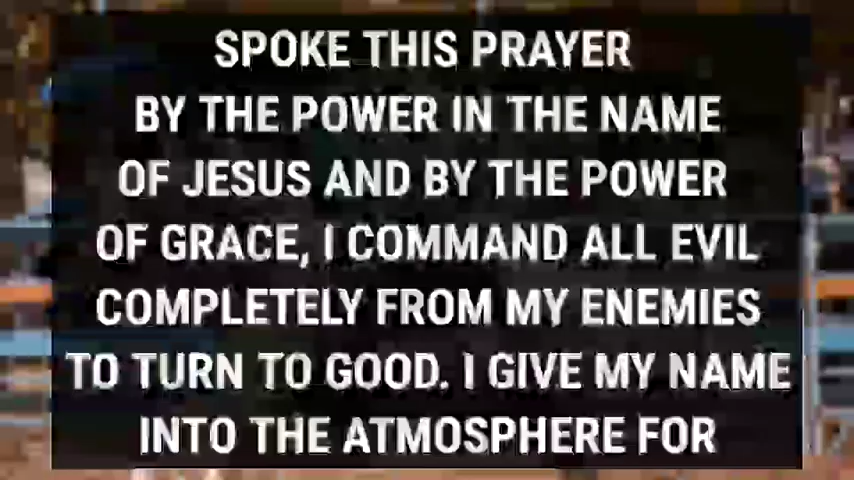 SPOKE THIS PRAYER
BY THE POWER IN THE NAME
OF JESUS AND BY THE POWER
OF GRACE, I COMMAND ALL EVIL
COMPLETELY FROM MY ENEMIES
TO TURN TO GOOD. I GIVE MY NAME
INTO THE ATMOSPHERE FOR